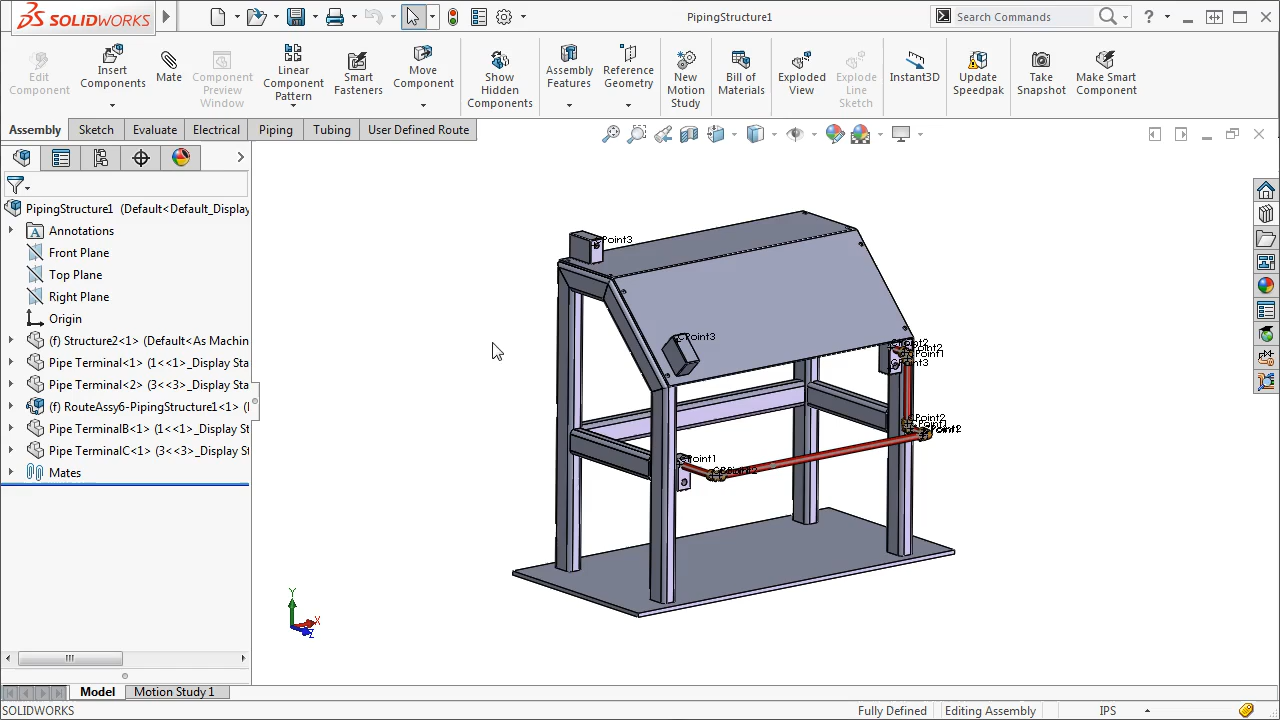 SOLIDWORKS
PipingStructure1
Search Commands
Edit Component
Insert Components
Mate
Component Preview Window
Linear Component Pattern
Smart Fasteners
Move Component
Show Hidden Components
Assembly Features
Reference Geometry
New Motion Study
Bill of Materials
Exploded View
Explode Line Sketch
Instant3D
Update Speedpak
Take Snapshot
Make Smart Component
Assembly Sketch Evaluate Electrical Piping Tubing User Defined Route
PipingStructure1 (Default<Default_Display
Annotations
Front Plane
Top Plane
Right Plane
Origin
(f) Structure2<1> (Default<As Machin
Pipe Terminal<1> (1<<1>_Display Sta
Pipe Terminal<2> (3<<3>_Display Sta
(f) RouteAssy6-PipingStructure1<1> (
Pipe TerminalB<1> (1<<1>_Display St
Pipe TerminalC<1> (3<<3>_Display St
Mates
Point3
CPoint3
Point2
Point1
Point3
Point2
Point2
CPoint1
Y
X
Z
Model Motion Study 1
SOLIDWORKS
Fully Defined Editing Assembly IPS